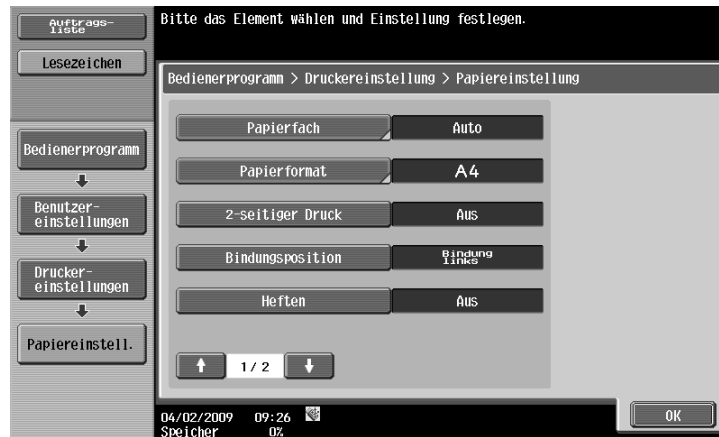 Auftrags-
liste
Lesezeichen
Bedienerprogramm
Benutzer-
einstellungen
Drucker-
einstellungen
Papiereinstell.
Bitte das Element wählen und Einstellung festlegen.
Bedienerprogramm > Druckereinstellung > Papiereinstellung
Papierfach Auto
Papierformat A4
2-seitiger Druck Aus
Bindungsposition Bindung
links
Heften Aus
1/2
04/02/2009 09:26
Speicher 0%
OK